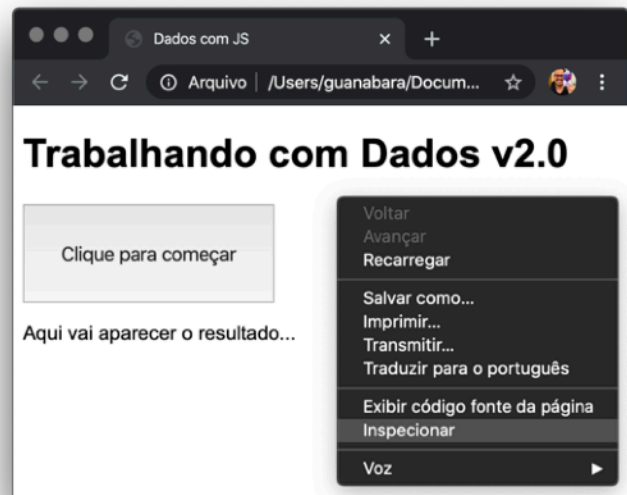 Dados com JS
Arquivo | /Users/guanabara/Docum...
Trabalhando com Dados v2.0
Clique para começar
Aqui vai aparecer o resultado...
Voltar
Avançar
Recarregar
Salvar como...
Imprimir...
Transmitir...
Traduzir para o português
Exibir código fonte da página
Inspecionar
Voz